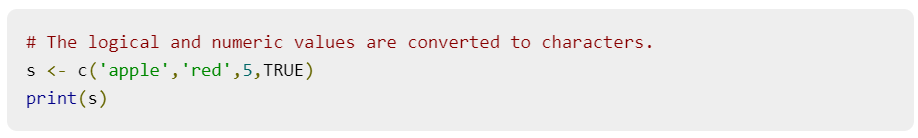 # The logical and numeric values are converted to characters.
s <- c('apple','red',5,TRUE)
print(s)